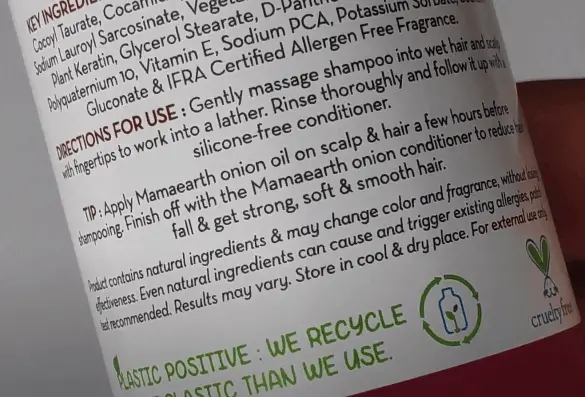 KEY INGREDIE
Cocoyl Taurate, Cocam
Sodium Lauroyl Sarcosinate, Veget
Plant Keratin, Glycerol Stearate, D-Panth
Polyquaternium 10, Vitamin E, Sodium PCA, Potassium Sorbate,
Gluconate & IFRA Certified Allergen Free Fragrance.
DIRECTIONS FOR USE : Gently massage shampoo into wet hair and scalp
with fingertips to work into a lather. Rinse thoroughly and follow it up with a
silicone-free conditioner.
TIP : Apply Mamaearth onion oil on scalp & hair a few hours before
shampooing. Finish off with the Mamaearth onion conditioner to reduce hair
fall & get strong, soft & smooth hair.
Product contains natural ingredients & may change color and fragrance, without losing
effectiveness. Even natural ingredients can cause and trigger existing allergies, patch
test recommended. Results may vary. Store in cool & dry place. For external use only
PLASTIC POSITIVE : WE RECYCLE
PLASTIC THAN WE USE.
cruelty free